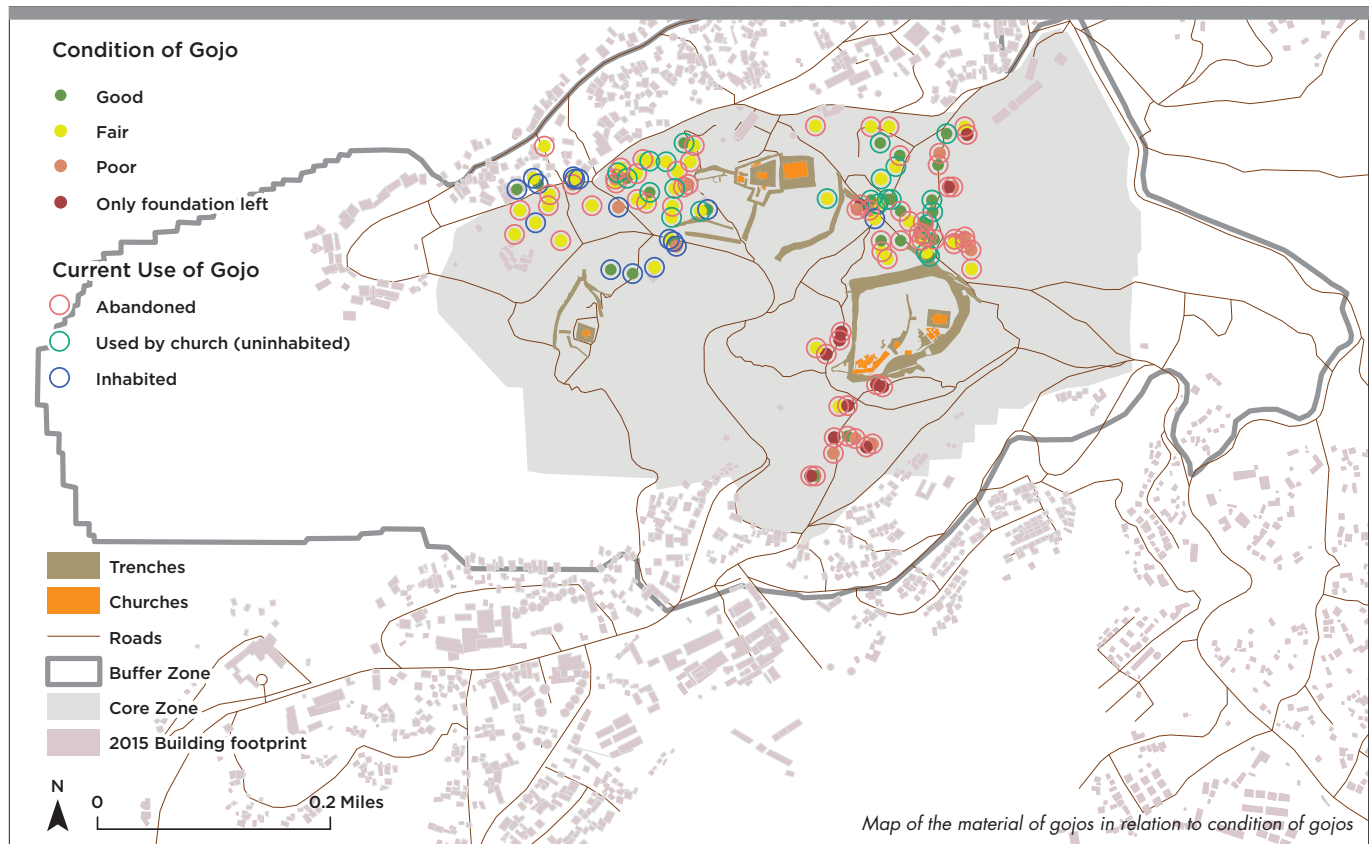 Condition of Gojo
Good
Fair
Poor
Only foundation left
Current Use of Gojo
Abandoned
Used by church (uninhabited)
Inhabited
Trenches
Churches
Roads
Buffer Zone
Core Zone
2015 Building footprint
N
0 0.2 Miles
Map of the material of gojos in relation to condition of gojos